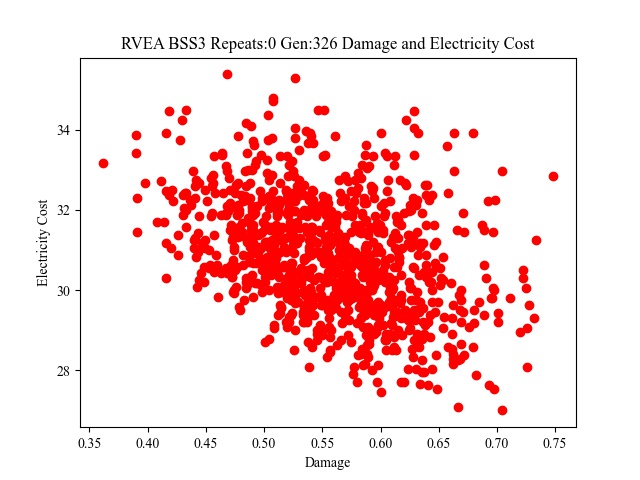 RVEA BSS3 Repeats:0 Gen:326 Damage and Electricity Cost
34
32
30
28
Electricity Cost
0.35 0.40 0.45 0.50 0.55 0.60 0.65 0.70 0.75
Damage